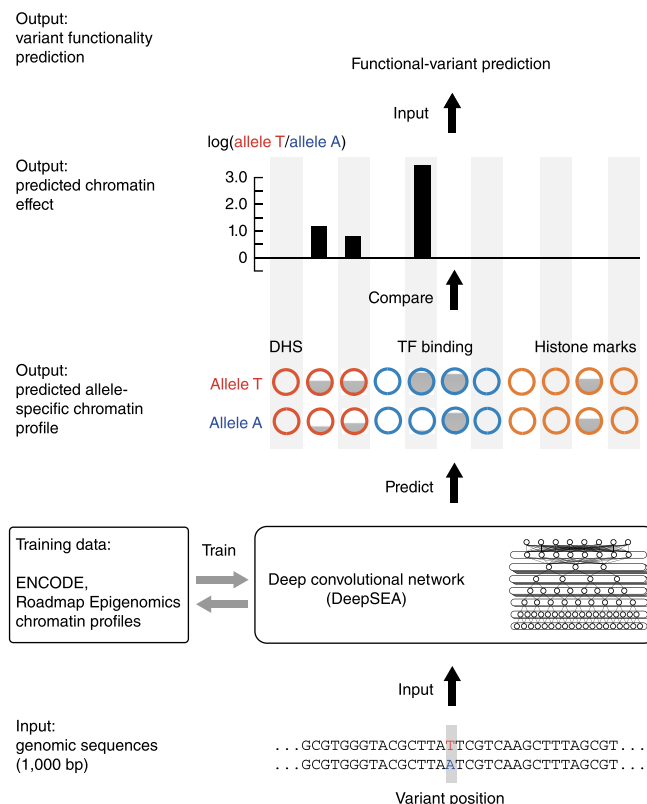 Output:
variant functionality
prediction
Functional-variant prediction
Input
log(allele T/allele A)
Output:
predicted chromatin
effect
3.0
2.0
1.0
0
Compare
DHS
TF binding
Histone marks
Output:
predicted allele-
specific chromatin
profile
Allele T
Allele A
Predict
Training data:
ENCODE,
Roadmap Epigenomics
chromatin profiles
Train
Deep convolutional network
(DeepSEA)
Input
Input:
genomic sequences
(1,000 bp)
...GCGTGGGTACGCTTATTCGTCAAGCTTTAGCGT...
...GCGTGGGTACGCTTAATCGTCAAGCTTTAGCGT...
Variant position